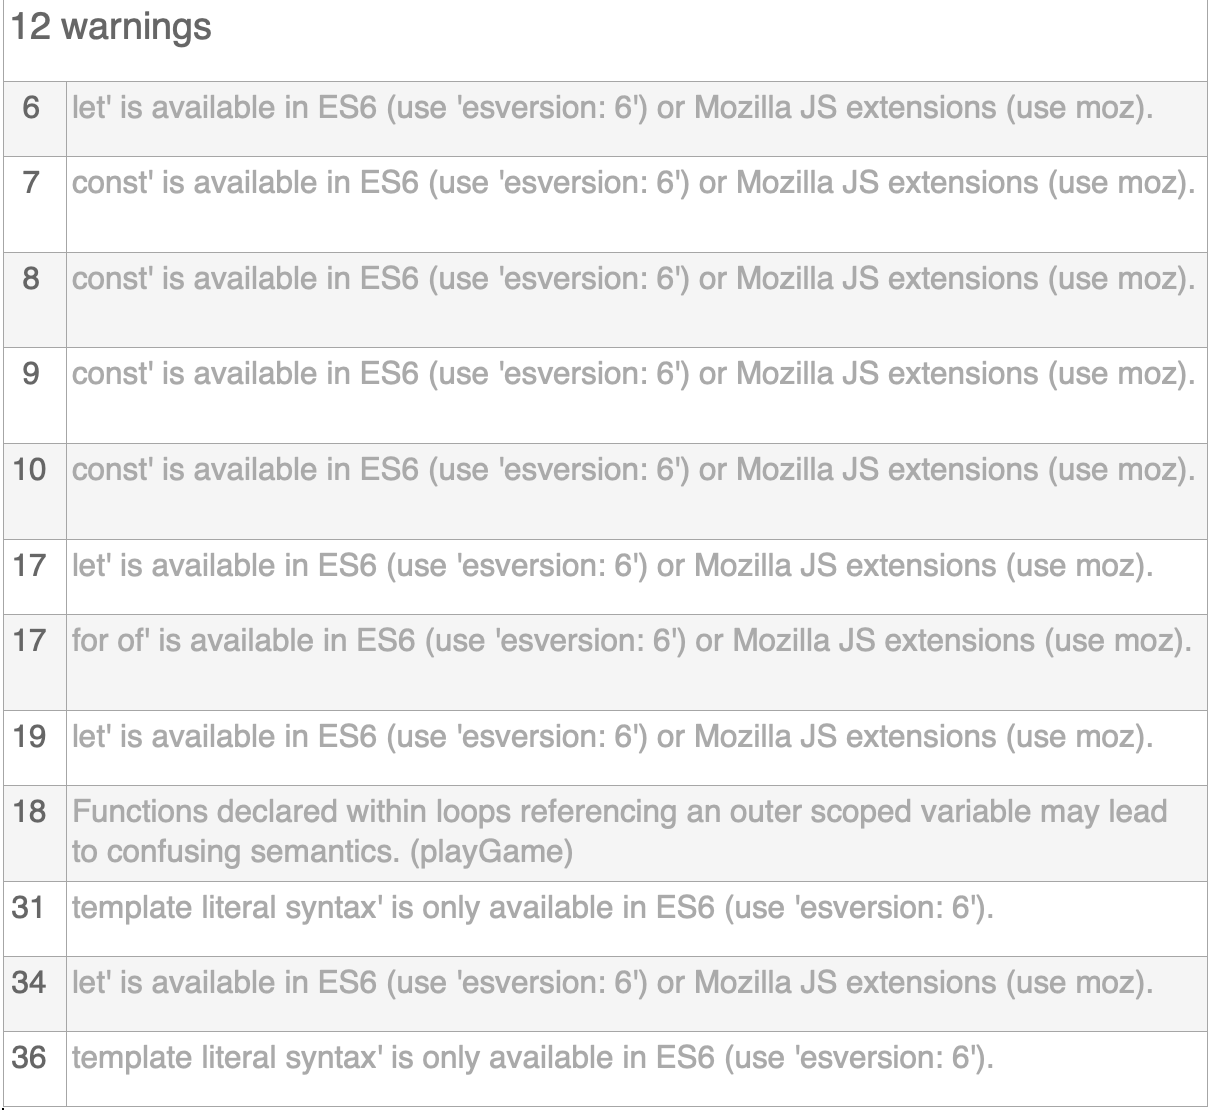 12 warnings
6 let' is available in ES6 (use 'esversion: 6') or Mozilla JS extensions (use moz).
7 const' is available in ES6 (use 'esversion: 6') or Mozilla JS extensions (use moz).
8 const' is available in ES6 (use 'esversion: 6') or Mozilla JS extensions (use moz).
9 const' is available in ES6 (use 'esversion: 6') or Mozilla JS extensions (use moz).
10 const' is available in ES6 (use 'esversion: 6') or Mozilla JS extensions (use moz).
17 let' is available in ES6 (use 'esversion: 6') or Mozilla JS extensions (use moz).
17 for of' is available in ES6 (use 'esversion: 6') or Mozilla JS extensions (use moz).
19 let' is available in ES6 (use 'esversion: 6') or Mozilla JS extensions (use moz).
18 Functions declared within loops referencing an outer scoped variable may lead
to confusing semantics. (playGame)
31 template literal syntax' is only available in ES6 (use 'esversion: 6').
34 let' is available in ES6 (use 'esversion: 6') or Mozilla JS extensions (use moz).
36 template literal syntax' is only available in ES6 (use 'esversion: 6').